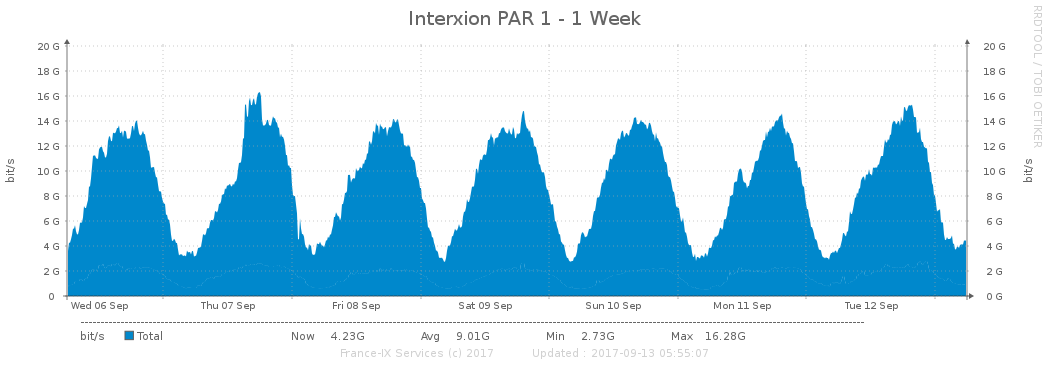 Interxion PAR 1 - 1 Week
RRDTOOL / TOBI OETIKER
20 G 20 G
18 G 18 G
16 G 16 G
14 G 14 G
12 G 12 G
10 G 10 G
8 G 8 G
6 G 6 G
4 G 4 G
2 G 2 G
0 0 G
bit/s bit/s
Wed 06 Sep Thu 07 Sep Fri 08 Sep Sat 09 Sep Sun 10 Sep Mon 11 Sep Tue 12 Sep
bit/s Total Now 4.23G Avg 9.01G Min 2.73G Max 16.28G
France-IX Services (c) 2017 Updated : 2017-09-13 05:55:07